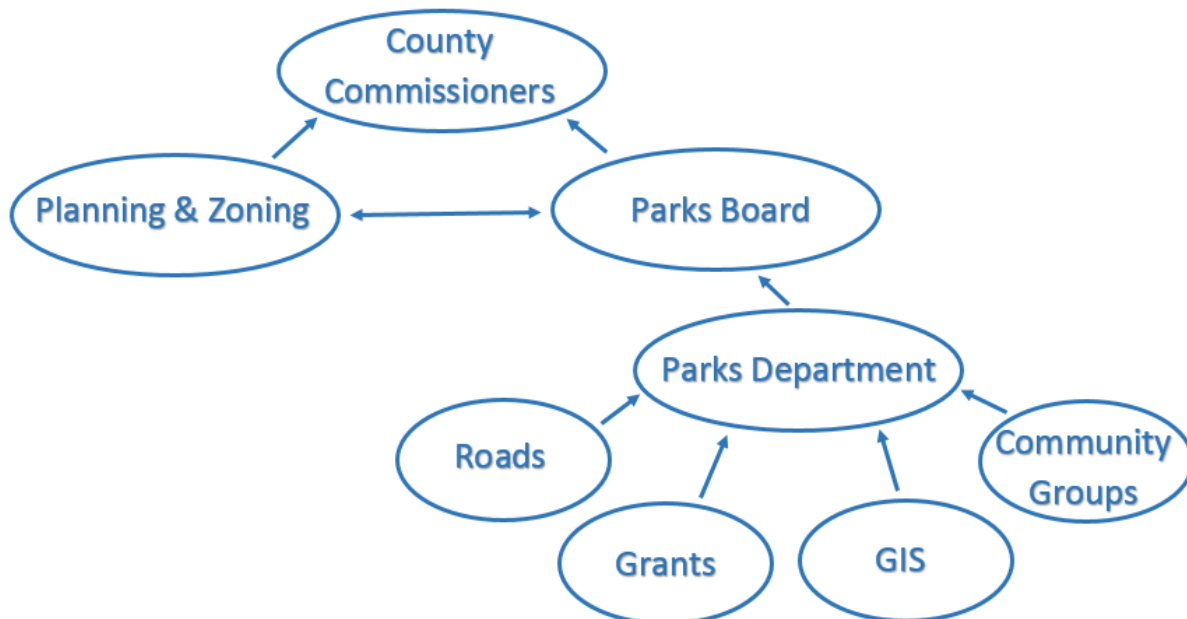 County
Commissioners
Planning & Zoning
Parks Board
Parks Department
Roads
Community
Groups
Grants
GIS